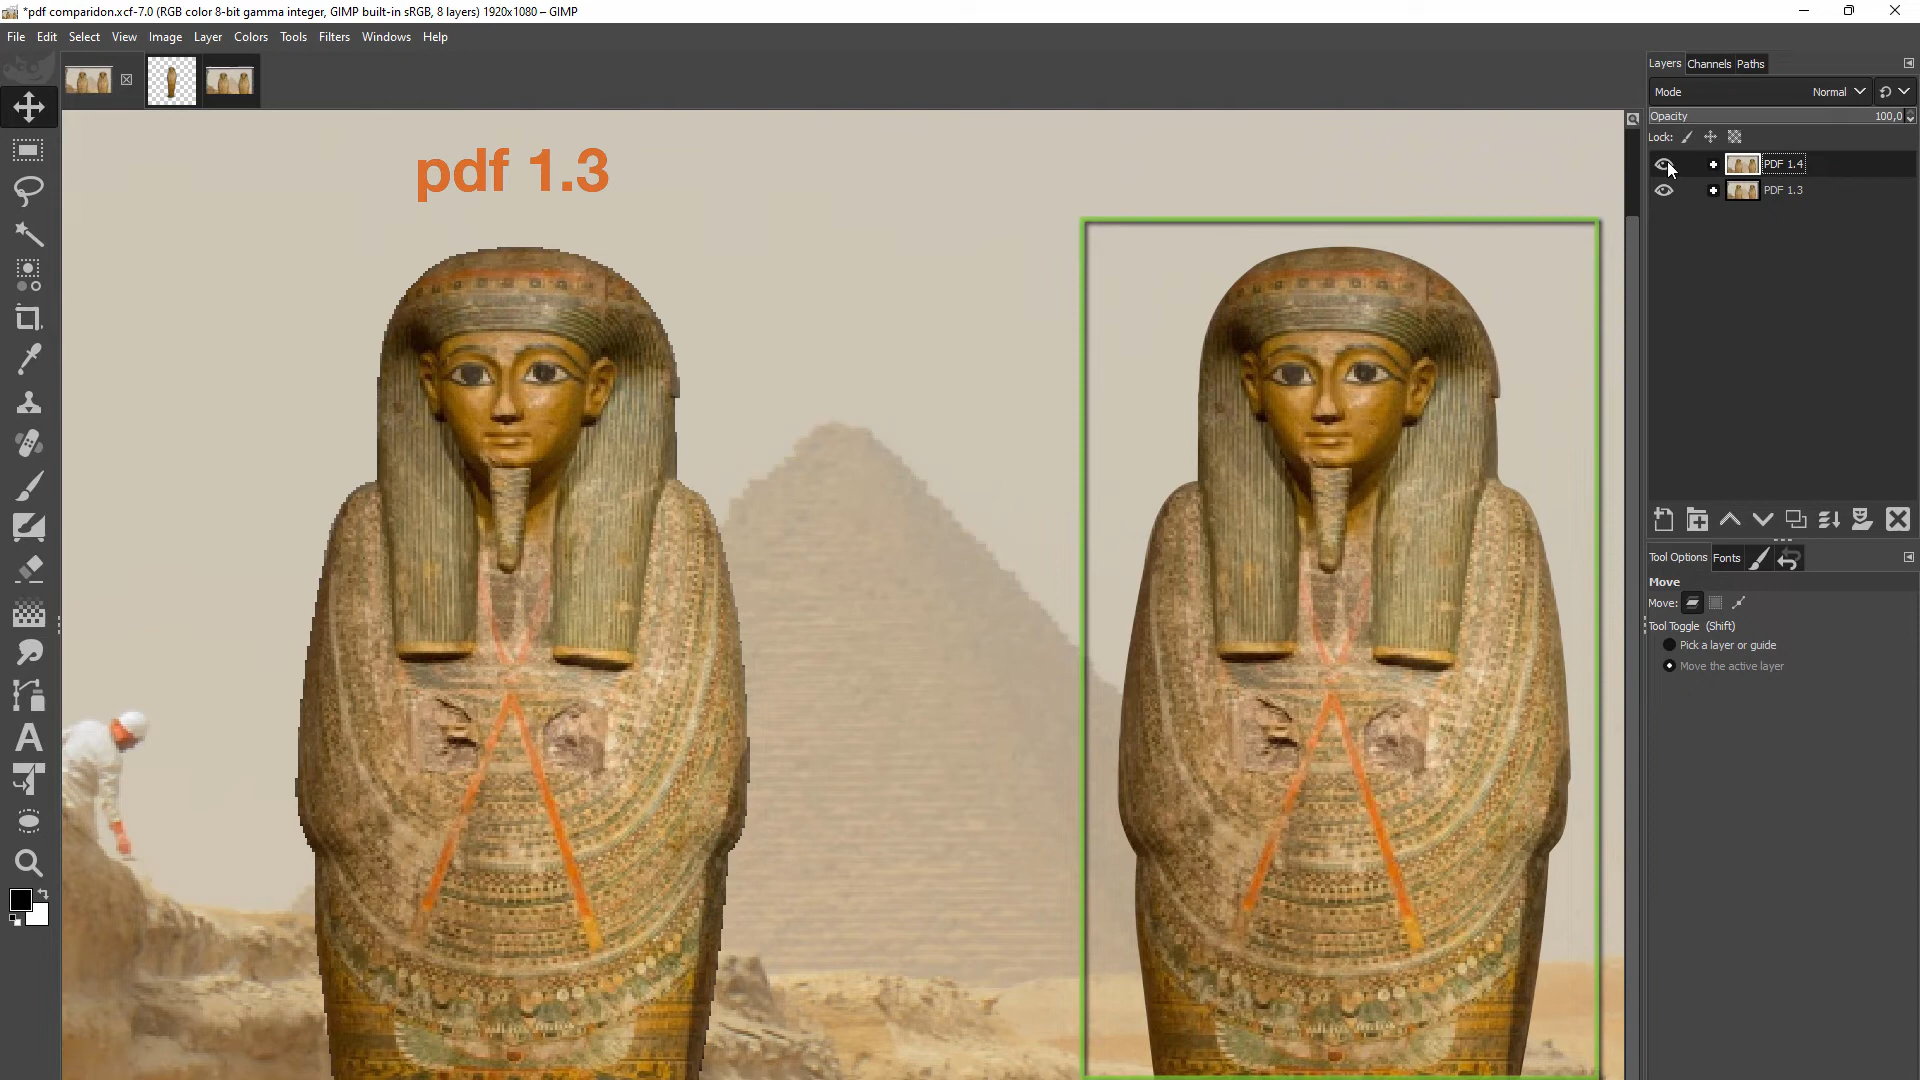 *pdf comparidon.xcf-7.0 (RGB color 8-bit gamma integer, GIMP built-in sRGB, 8 layers) 1920x1080 – GIMP
File Edit Select View Image Layer Colors Tools Filters Windows Help
Layers Channels Paths
Mode Normal
Opacity 100,0
Lock:
PDF 1.4
PDF 1.3
pdf 1.3
Tool Options Fonts
Move
Move:
Tool Toggle (Shift)
Pick a layer or guide
Move the active layer